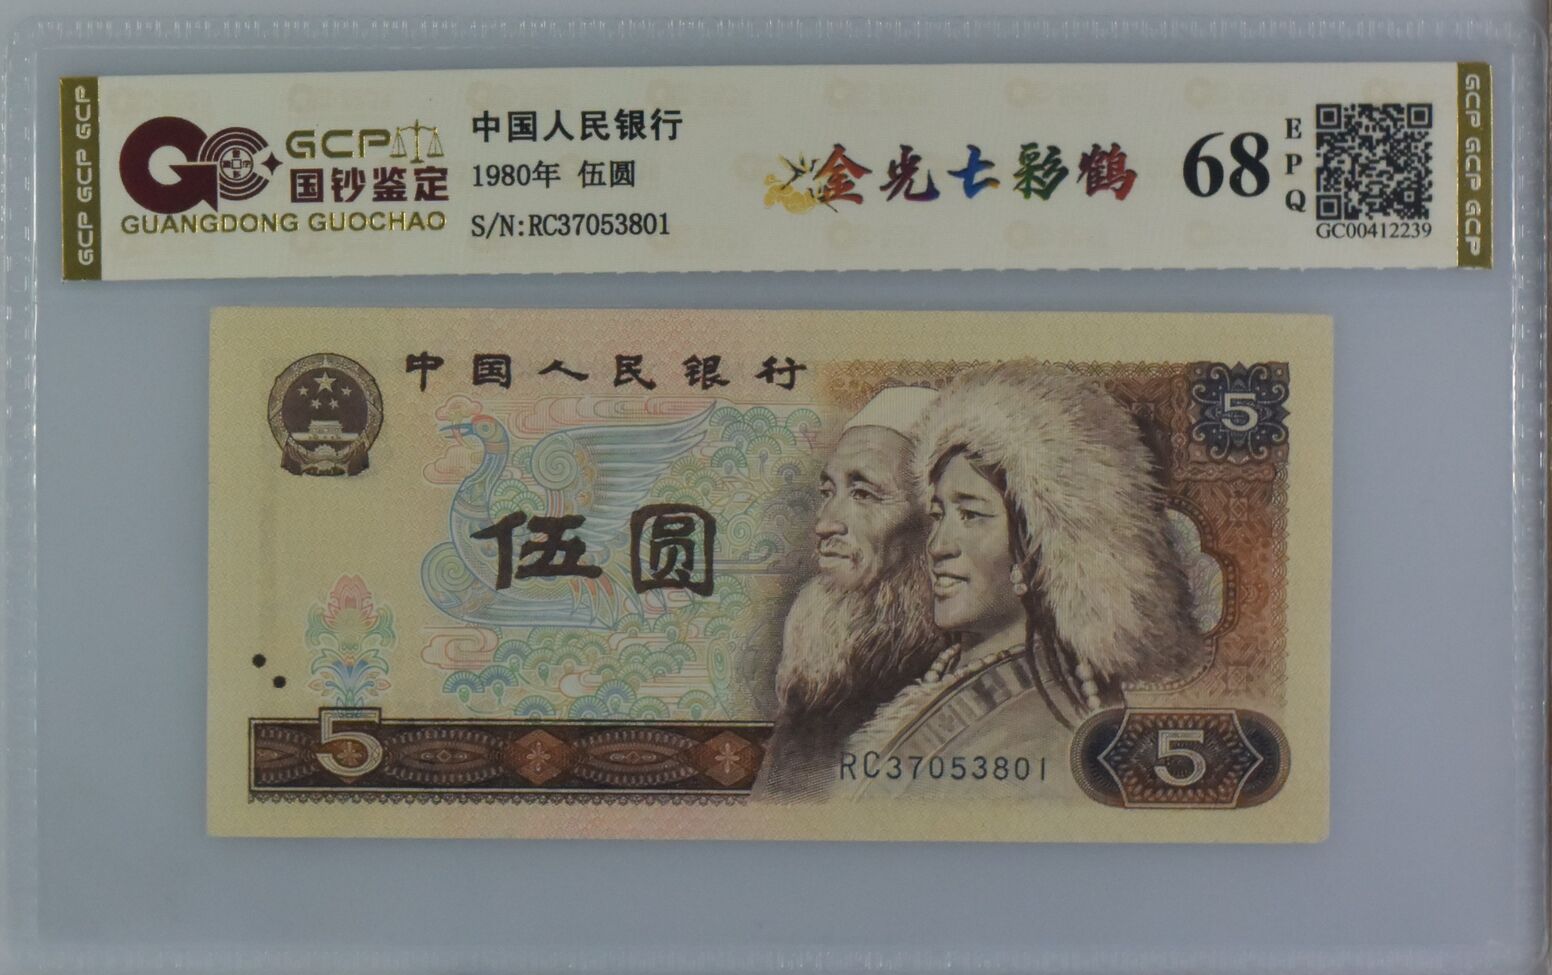 GCP GCP GCP
GCP
国钞鉴定
GUANGDONG GUOCHAO
中国人民银行
1980年 伍圆
S/N:RC37053801
金光七彩鹤
68
EPQ
GC00412239
GCP GCP GCP
中国人民银行
5
伍圆
5
RC37053801
5